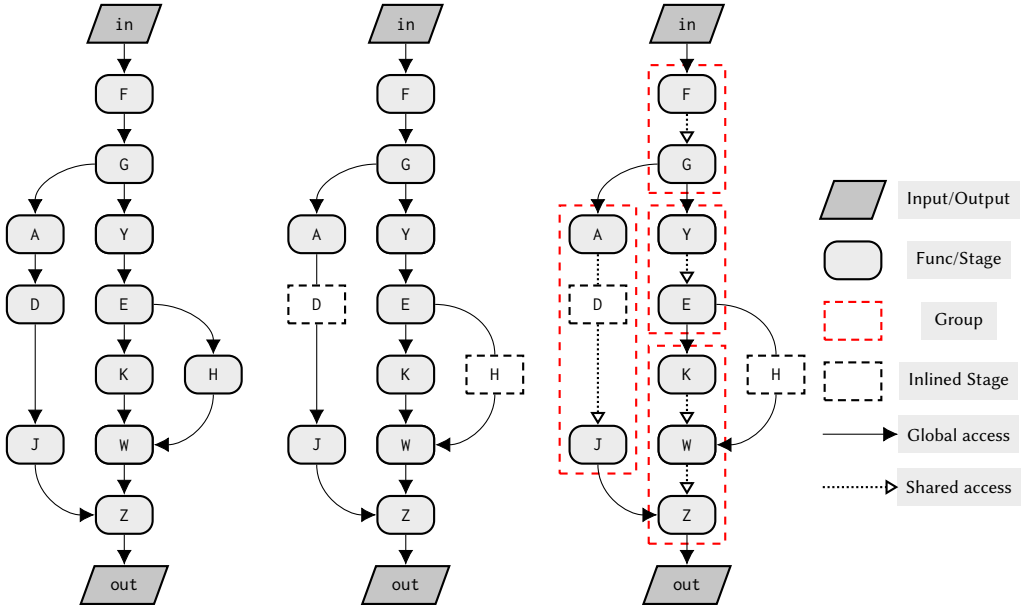 in
F
G
A
Y
D
E
K
H
J
W
Z
out
in
F
G
A
Y
D
E
K
H
J
W
Z
out
in
F
G
A
Y
D
E
K
H
J
W
Z
out
Input/Output
Func/Stage
Group
Inlined Stage
Global access
Shared access